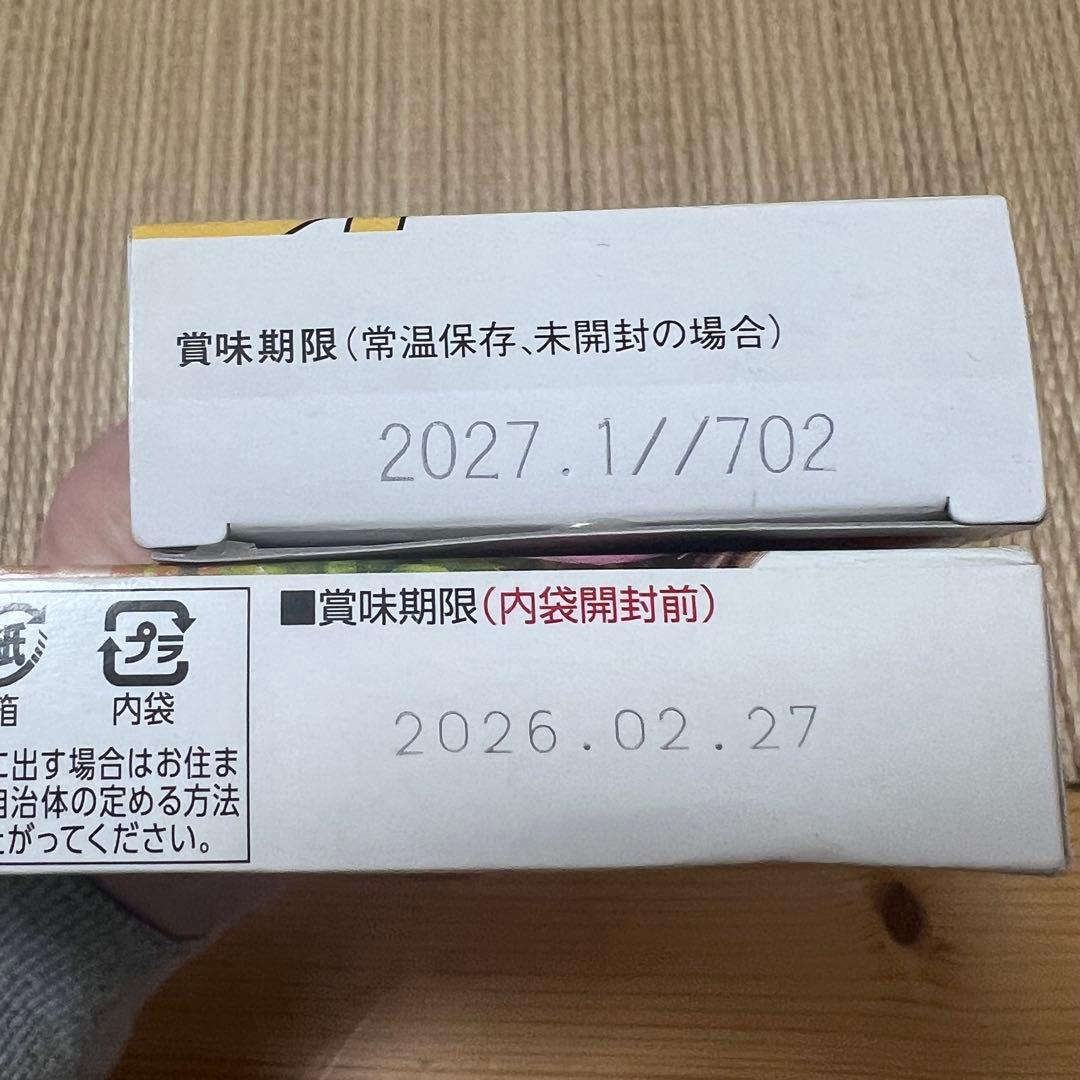 賞味期限(常温保存、未開封の場合)
2027.1//702
■賞味期限(内袋開封前)
2026.02.27
紙
プラ
箱
内袋
に出す場合はお住ま
自治体の定める方法
たがってください。